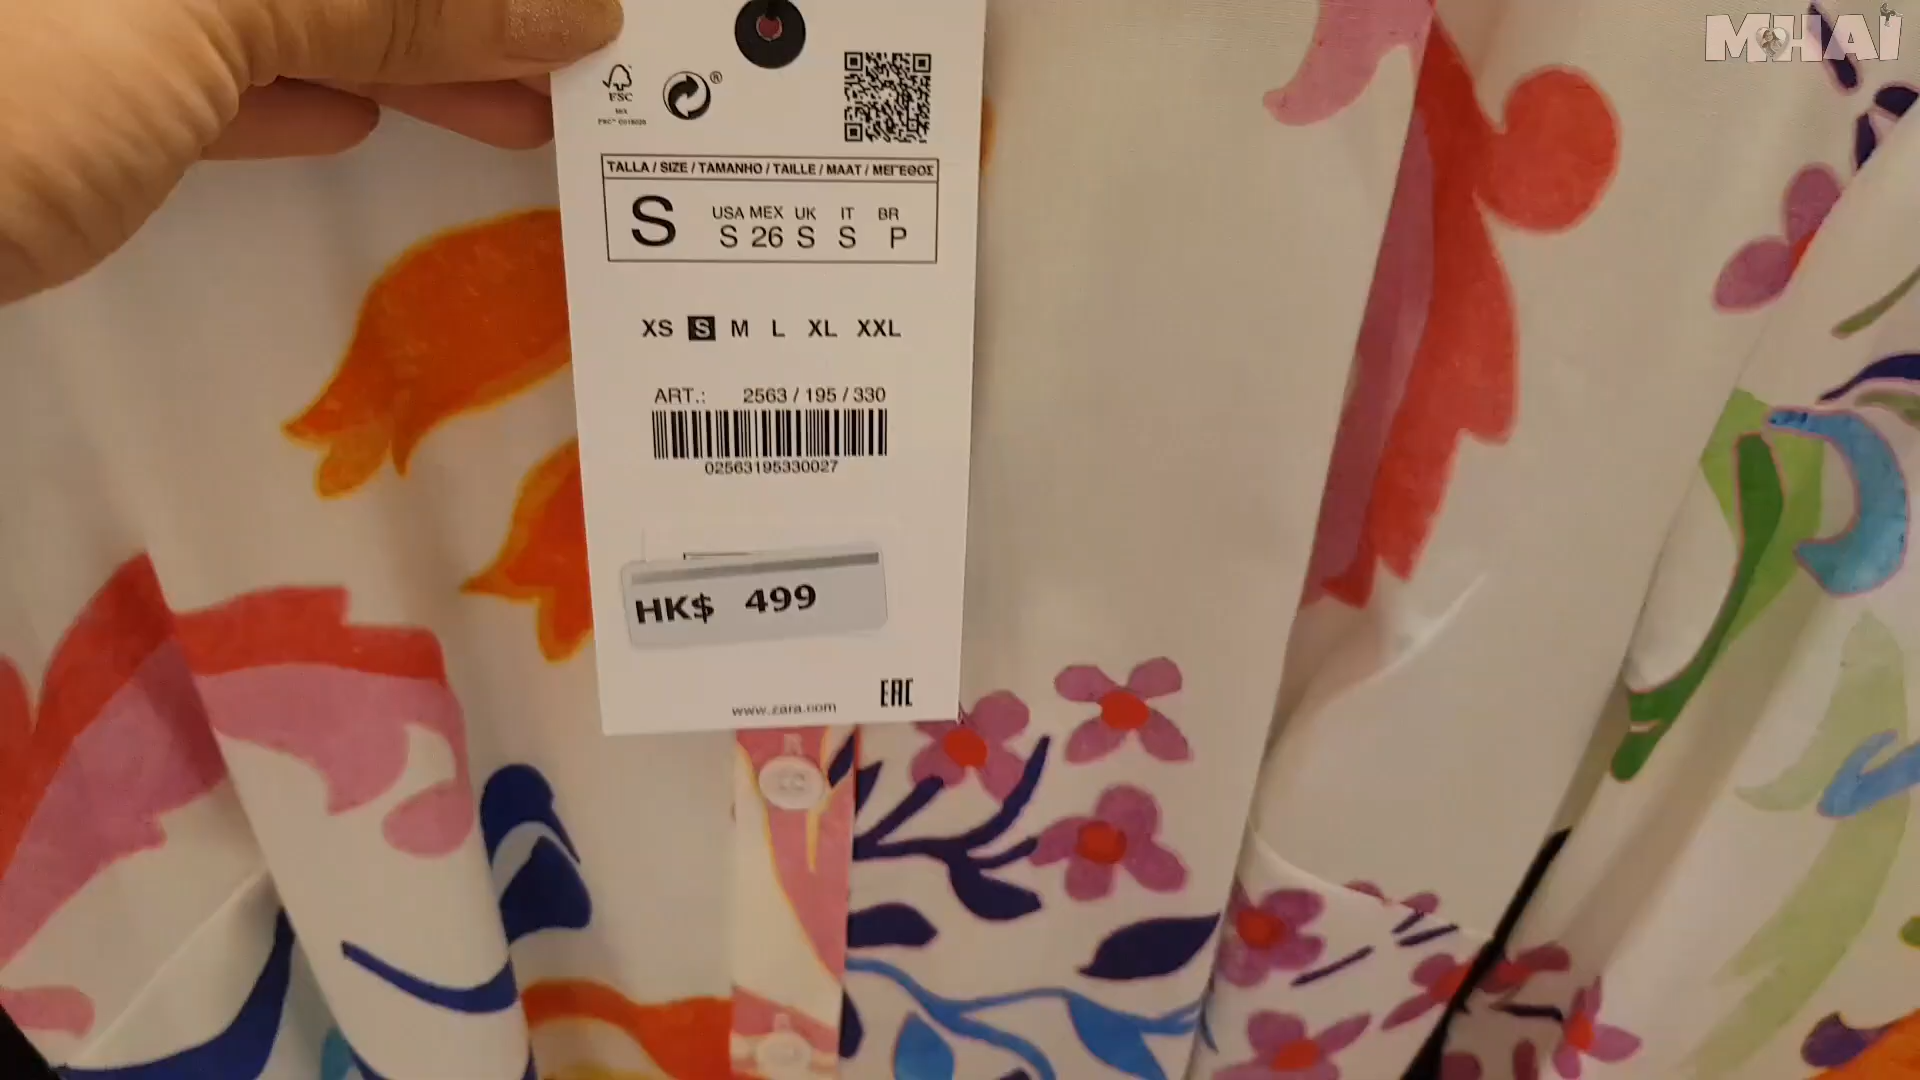 MHAI
FSC
®
TALLA / SIZE / TAMANHO / TAILLE / MAAT / ΜΕΓΕΘΟΣ
S
USA MEX UK IT BR
S 26 S S P
XS S M L XL XXL
ART.: 2563 / 195 / 330
02563195330027
HK$ 499
EAC
www.zara.com